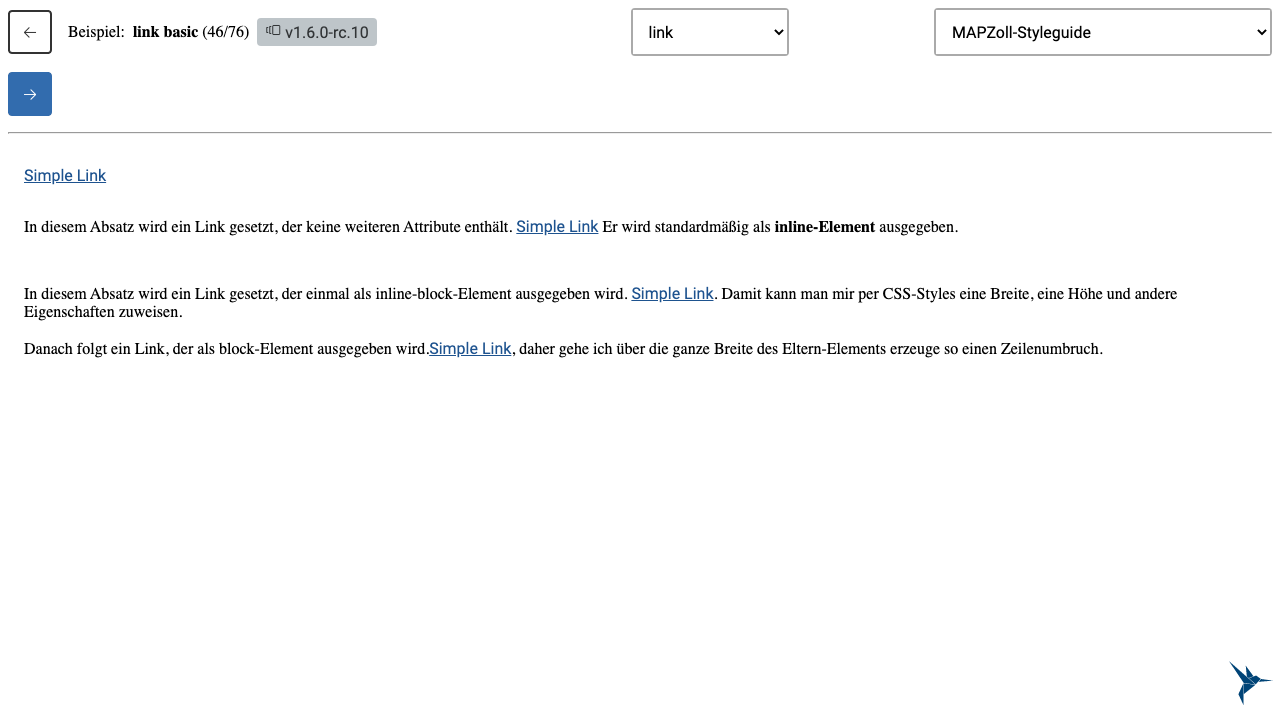 ← Beispiel: link basic (46/76) v1.6.0-rc.10 link MAPZoll-Styleguide
→
Simple Link
In diesem Absatz wird ein Link gesetzt, der keine weiteren Attribute enthält. Simple Link Er wird standardmäßig als inline-Element ausgegeben.
In diesem Absatz wird ein Link gesetzt, der einmal als inline-block-Element ausgegeben wird. Simple Link. Damit kann man mir per CSS-Styles eine Breite, eine Höhe und andere
Eigenschaften zuweisen.
Danach folgt ein Link, der als block-Element ausgegeben wird.Simple Link, daher gehe ich über die ganze Breite des Eltern-Elements erzeuge so einen Zeilenumbruch.